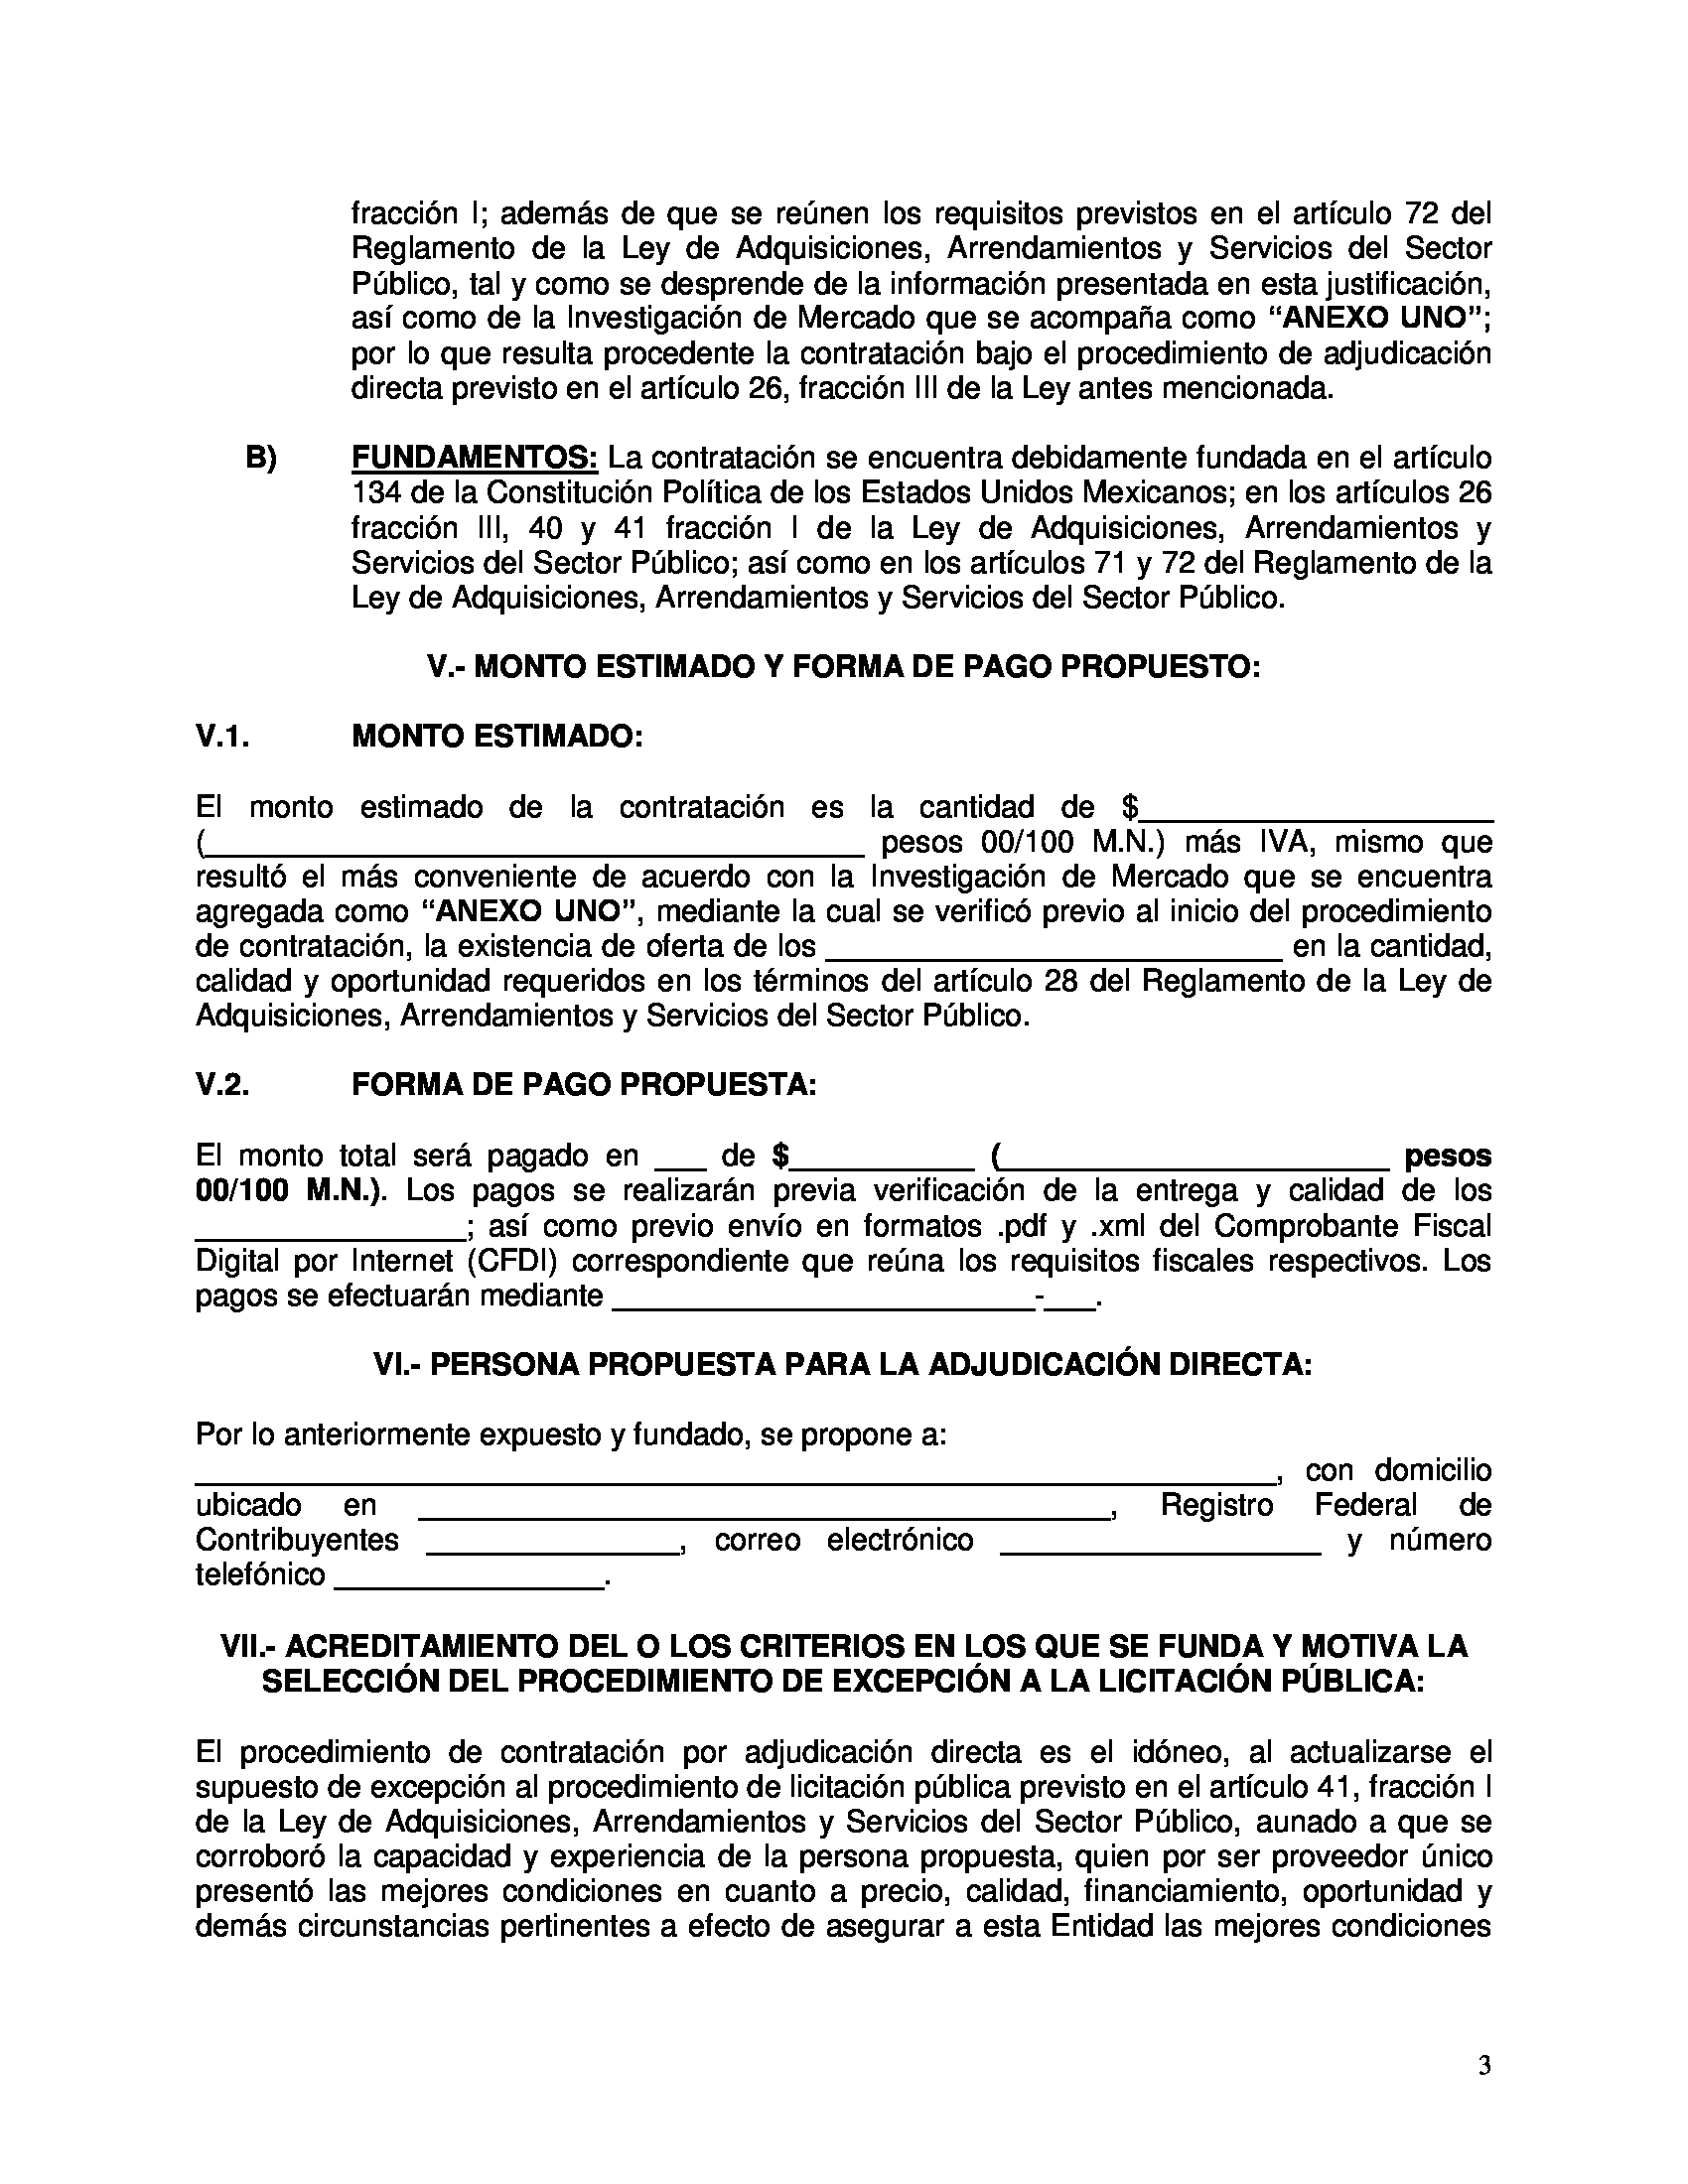 fracción I; además de que se reúnen los requisitos previstos en el artículo 72 del
Reglamento de la Ley de Adquisiciones, Arrendamientos y Servicios del Sector
Público, tal y como se desprende de la información presentada en esta justificación,
así como de la Investigación de Mercado que se acompaña como “ANEXO UNO”;
por lo que resulta procedente la contratación bajo el procedimiento de adjudicación
directa previsto en el artículo 26, fracción III de la Ley antes mencionada.
B) FUNDAMENTOS: La contratación se encuentra debidamente fundada en el artículo
134 de la Constitución Política de los Estados Unidos Mexicanos; en los artículos 26
fracción III, 40 y 41 fracción I de la Ley de Adquisiciones, Arrendamientos y
Servicios del Sector Público; así como en los artículos 71 y 72 del Reglamento de la
Ley de Adquisiciones, Arrendamientos y Servicios del Sector Público.
V.- MONTO ESTIMADO Y FORMA DE PAGO PROPUESTO:
V.1. MONTO ESTIMADO:
El monto estimado de la contratación es la cantidad de $_____________________
(_______________________________________ pesos 00/100 M.N.) más IVA, mismo que
resultó el más conveniente de acuerdo con la Investigación de Mercado que se encuentra
agregada como “ANEXO UNO”, mediante la cual se verificó previo al inicio del procedimiento
de contratación, la existencia de oferta de los ___________________________ en la cantidad,
calidad y oportunidad requeridos en los términos del artículo 28 del Reglamento de la Ley de
Adquisiciones, Arrendamientos y Servicios del Sector Público.
V.2. FORMA DE PAGO PROPUESTA:
El monto total será pagado en ___ de $___________ (_______________________ pesos
00/100 M.N.). Los pagos se realizarán previa verificación de la entrega y calidad de los
________________; así como previo envío en formatos .pdf y .xml del Comprobante Fiscal
Digital por Internet (CFDI) correspondiente que reúna los requisitos fiscales respectivos. Los
pagos se efectuarán mediante _________________________-___.
VI.- PERSONA PROPUESTA PARA LA ADJUDICACIÓN DIRECTA:
Por lo anteriormente expuesto y fundado, se propone a:
________________________________________________________________, con domicilio
ubicado en _________________________________________, Registro Federal de
Contribuyentes _______________, correo electrónico ___________________ y número
telefónico ________________.
VII.- ACREDITAMIENTO DEL O LOS CRITERIOS EN LOS QUE SE FUNDA Y MOTIVA LA
SELECCIÓN DEL PROCEDIMIENTO DE EXCEPCIÓN A LA LICITACIÓN PÚBLICA:
El procedimiento de contratación por adjudicación directa es el idóneo, al actualizarse el
supuesto de excepción al procedimiento de licitación pública previsto en el artículo 41, fracción I
de la Ley de Adquisiciones, Arrendamientos y Servicios del Sector Público, aunado a que se
corroboró la capacidad y experiencia de la persona propuesta, quien por ser proveedor único
presentó las mejores condiciones en cuanto a precio, calidad, financiamiento, oportunidad y
demás circunstancias pertinentes a efecto de asegurar a esta Entidad las mejores condiciones
3